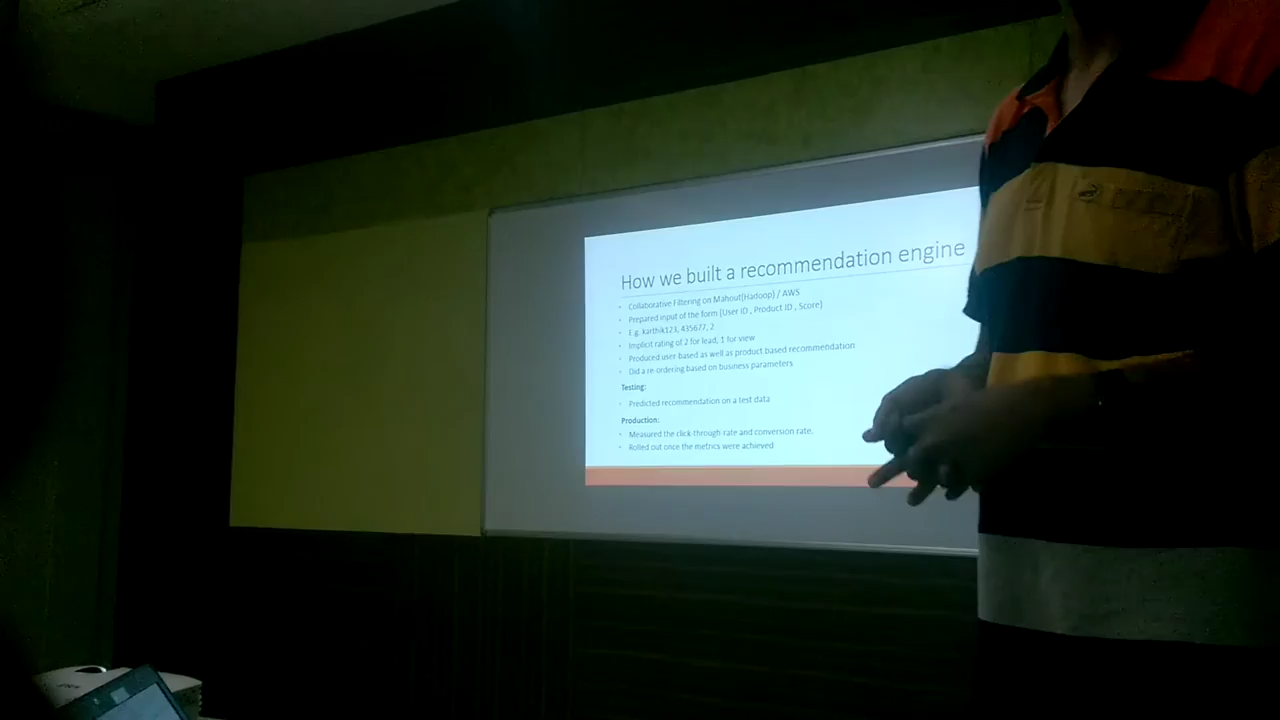 How we built a recommendation engine
• Collaborative Filtering on Mahout(Hadoop) / AWS
• Prepared input of the form (User ID , Product ID , Score)
• E.g. karthik123, 435677, 2
• Implicit rating of 2 for lead, 1 for view
• Produced user based as well as product based recommendation
• Did a re-ordering based on business parameters
Testing:
• Predicted recommendation on a test data
Production:
• Measured the click-through rate and conversion rate.
• Rolled out once the metrics were achieved